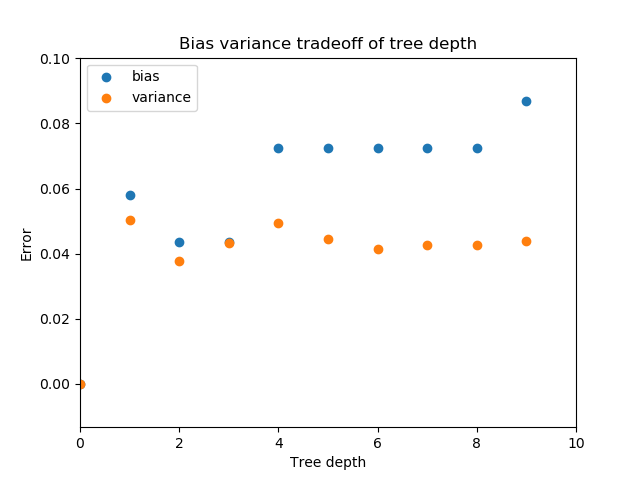 Bias variance tradeoff of tree depth
bias
variance
0.10
0.08
0.06
0.04
0.02
0.00
Error
0 2 4 6 8 10
Tree depth